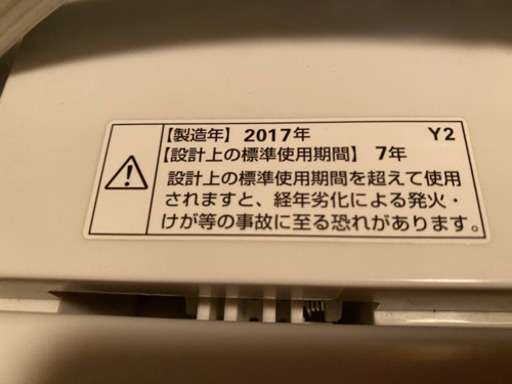 【製造年】2017年 Y2
【設計上の標準使用期間】 7年
設計上の標準使用期間を超えて使用
されますと、経年劣化による発火・
けが等の事故に至る恐れがあります。